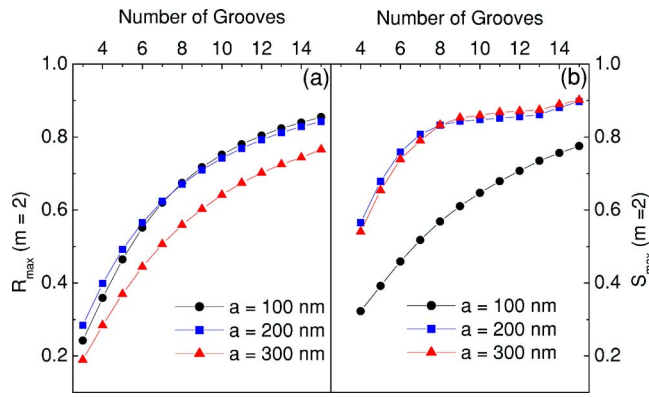 Number of Grooves
Number of Grooves
4 6 8 10 12 14
4 6 8 10 12 14
(a)
(b)
1.0
0.8
0.6
0.4
0.2
R_max (m = 2)
a = 100 nm
a = 200 nm
a = 300 nm
a = 100 nm
a = 200 nm
a = 300 nm
1.0
0.8
0.6
0.4
0.2
S_max (m =2)